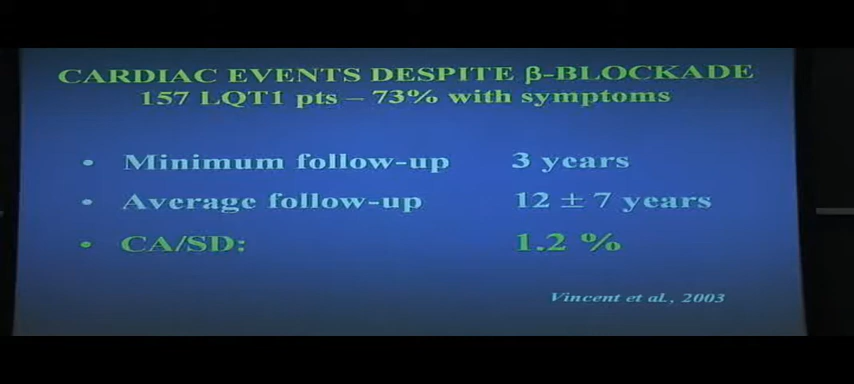 CARDIAC EVENTS DESPITE β-BLOCKADE
157 LQT1 pts – 73% with symptoms
• Minimum follow-up 3 years
• Average follow-up 12 ± 7 years
• CA/SD: 1.2 %
Vincent et al., 2003